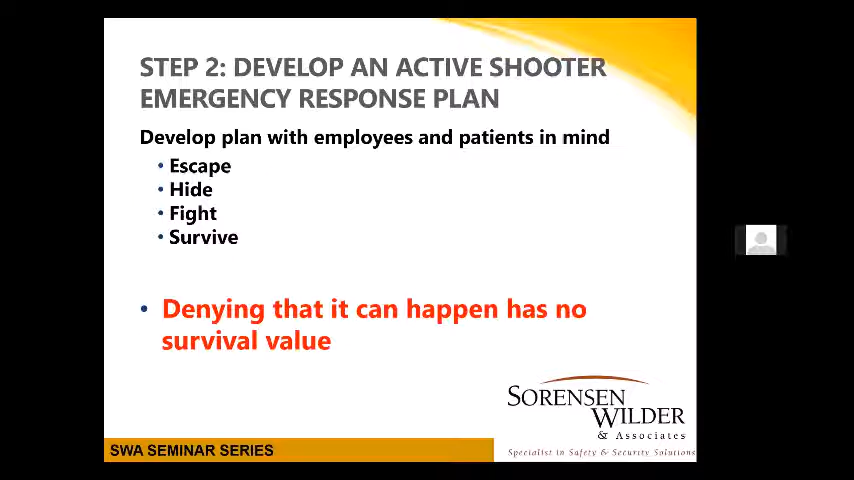 STEP 2: DEVELOP AN ACTIVE SHOOTER
EMERGENCY RESPONSE PLAN
Develop plan with employees and patients in mind
• Escape
• Hide
• Fight
• Survive
• Denying that it can happen has no
survival value
SORENSEN
WILDER
& Associates
Specialist in Safety & Security Solutions
SWA SEMINAR SERIES